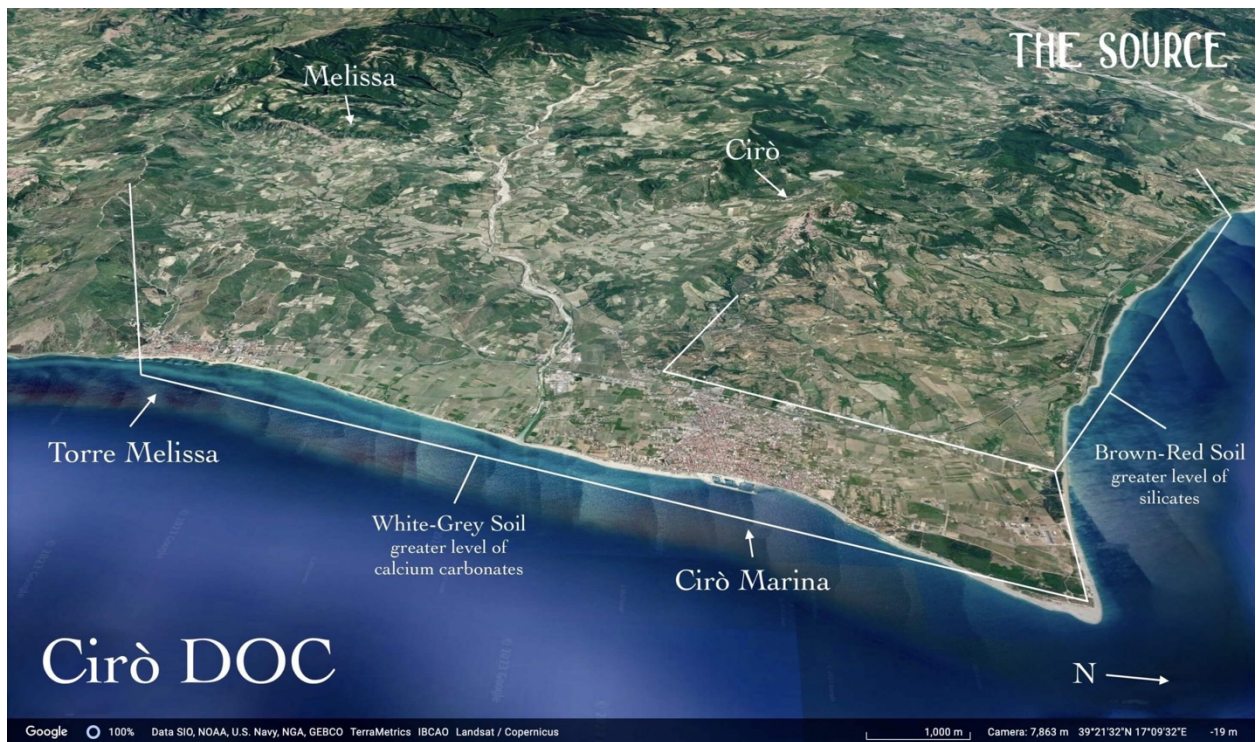 THE SOURCE
Melissa
Cirò
Brown-Red Soil
greater level of
silicates
Torre Melissa
White-Grey Soil
greater level of
calcium carbonates
Cirò Marina
Cirò DOC
N
Google 100% Data SIO, NOAA, U.S. Navy, NGA, GEBCO TerraMetrics IBCAO Landsat / Copernicus 1,000 m Camera: 7,863 m 39°21'32"N 17°09'32"E -19 m